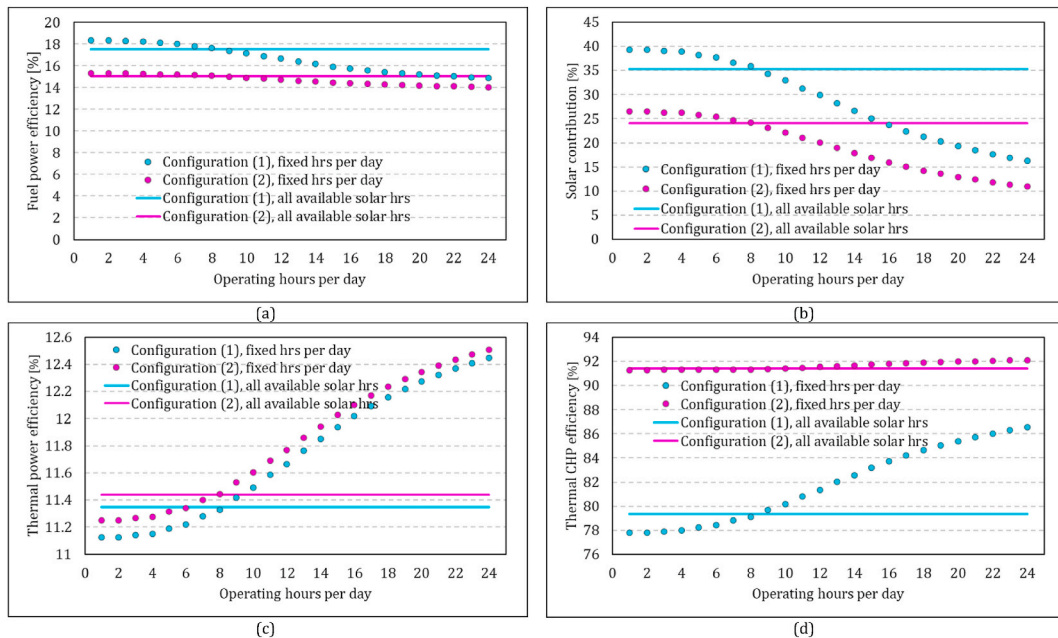 20
18
16
14
12
10
8
6
4
2
0
Fuel power efficiency [%]
Configuration (1), fixed hrs per day
Configuration (2), fixed hrs per day
Configuration (1), all available solar hrs
Configuration (2), all available solar hrs
0 2 4 6 8 10 12 14 16 18 20 22 24
Operating hours per day
(a)
45
40
35
30
25
20
15
10
5
0
Solar contribution [%]
Configuration (1), fixed hrs per day
Configuration (2), fixed hrs per day
Configuration (1), all available solar hrs
Configuration (2), all available solar hrs
0 2 4 6 8 10 12 14 16 18 20 22 24
Operating hours per day
(b)
12.6
12.4
12.2
12
11.8
11.6
11.4
11.2
11
Thermal power efficiency [%]
Configuration (1), fixed hrs per day
Configuration (2), fixed hrs per day
Configuration (1), all available solar hrs
Configuration (2), all available solar hrs
0 2 4 6 8 10 12 14 16 18 20 22 24
Operating hours per day
(c)
94
92
90
88
86
84
82
80
78
76
Thermal CHP efficiency [%]
Configuration (1), fixed hrs per day
Configuration (2), fixed hrs per day
Configuration (1), all available solar hrs
Configuration (2), all available solar hrs
0 2 4 6 8 10 12 14 16 18 20 22 24
Operating hours per day
(d)